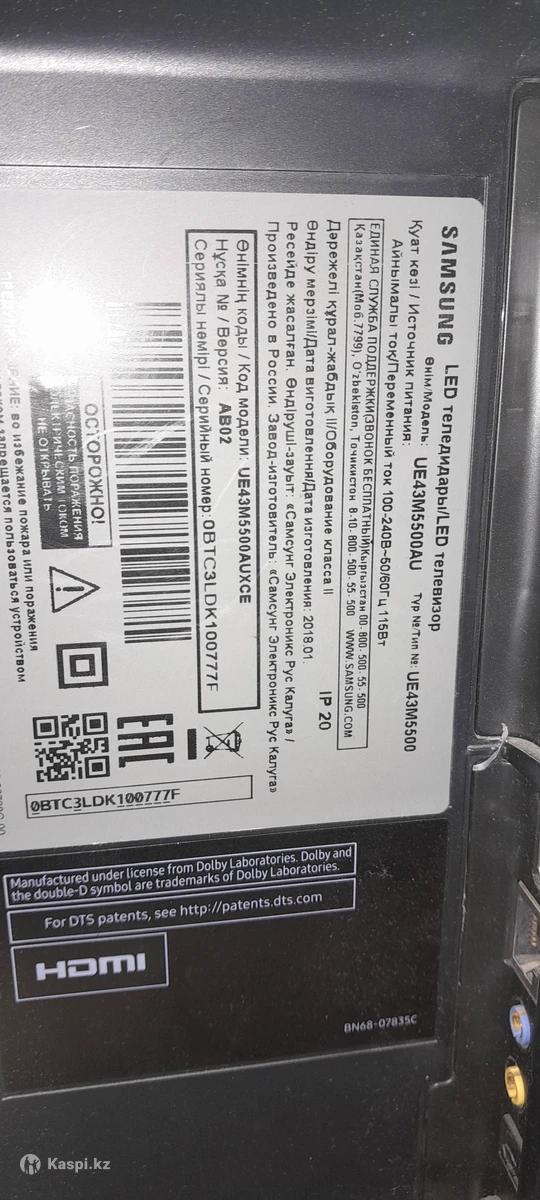 SAMSUNG LED теледидары/LED телевизор
Өнім/Модель: UE43M5500AU Түр №/Тип №: UE43M5500
Қуат көзі / Источник питания:
Айнымалы ток/Переменный ток 100-240В~50/60Гц 115Вт
ЕДИНАЯ СЛУЖБА ПОДДЕРЖКИ(ЗВОНОК БЕСПЛАТНЫЙ)Кыргызстан 00-800-500-55-500
Қазақстан(Моб.7799), O'zbekiston, Точикистон 8-10-800-500-55-500 WWW.SAMSUNG.COM
Дәрежелі құрал-жабдық II/Оборудование класса II
IP 20
Өндіру мерзімі/Дата виготовлення/Дата изготовления: 2018.01.
Ресейде жасалған. Өндіруші-зауыт: «Самсунг Электроникс Рус Калуга» /
Произведено в России. Завод-изготовитель: «Самсунг Электроникс Рус Калуга»
Өнімнің коды / Код модели: UE43M5500AUXCE
Нұсқа № / Версия: AB02
Сериялы нөмірі / Серийный номер: 0BTC3LDK100777F
EAC
0BTC3LDK100777F
ОСТОРОЖНО!
ПОРАЖЕНИЯ
ЭЛЕКТРИЧЕСКИМ ТОКОМ
НЕ ОТКРЫВАТЬ
во избежание пожара или поражения
запрещается пользоваться устройством
Manufactured under license from Dolby Laboratories. Dolby and
the double-D symbol are trademarks of Dolby Laboratories.
For DTS patents, see http://patents.dts.com
HDMI
BN68-07835C
Kaspi.kz